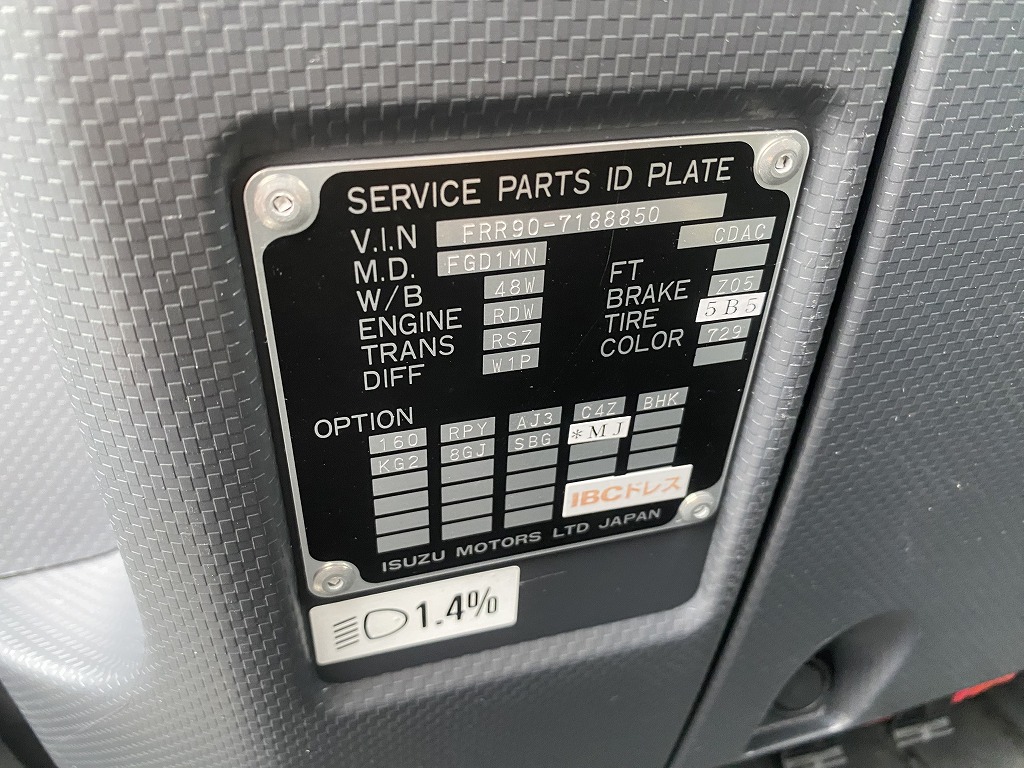 SERVICE PARTS ID PLATE
V.I.N FRR90-7188850
M.D. FGD1MN CDAC
W/B 48W FT
ENGINE RDW BRAKE Z05
TRANS RSZ TIRE 5B5
DIFF W1P COLOR 729
OPTION
160 RPY AJ3 C4Z BHK
KG2 8GJ SBG *MJ
IBCドレス
ISUZU MOTORS LTD JAPAN
1.4%